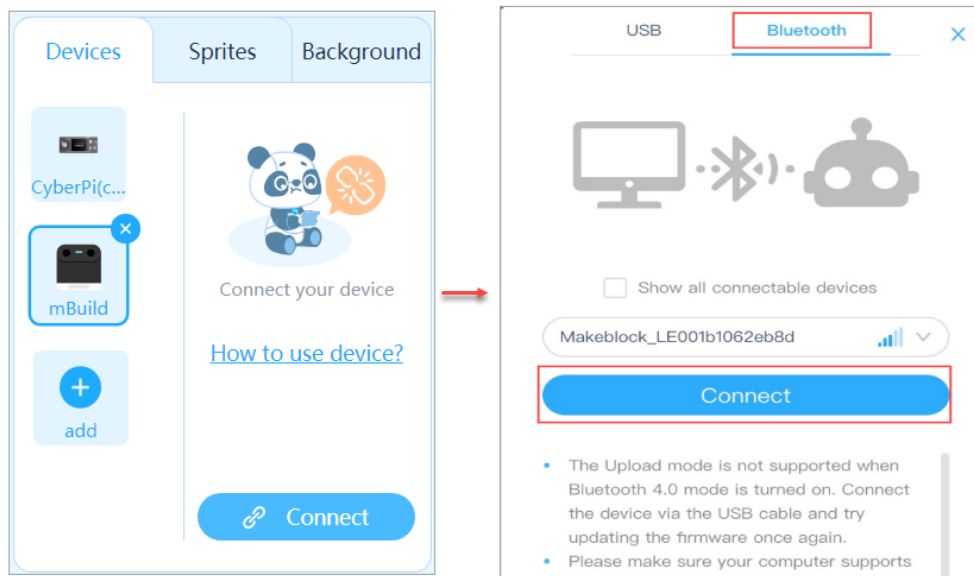 Devices
Sprites
Background
CyberPi(c...
mBuild
add
Connect your device
How to use device?
Connect
USB
Bluetooth
Show all connectable devices
Makeblock_LE001b1062eb8d
Connect
• The Upload mode is not supported when
Bluetooth 4.0 mode is turned on. Connect
the device via the USB cable and try
updating the firmware once again.
• Please make sure your computer supports